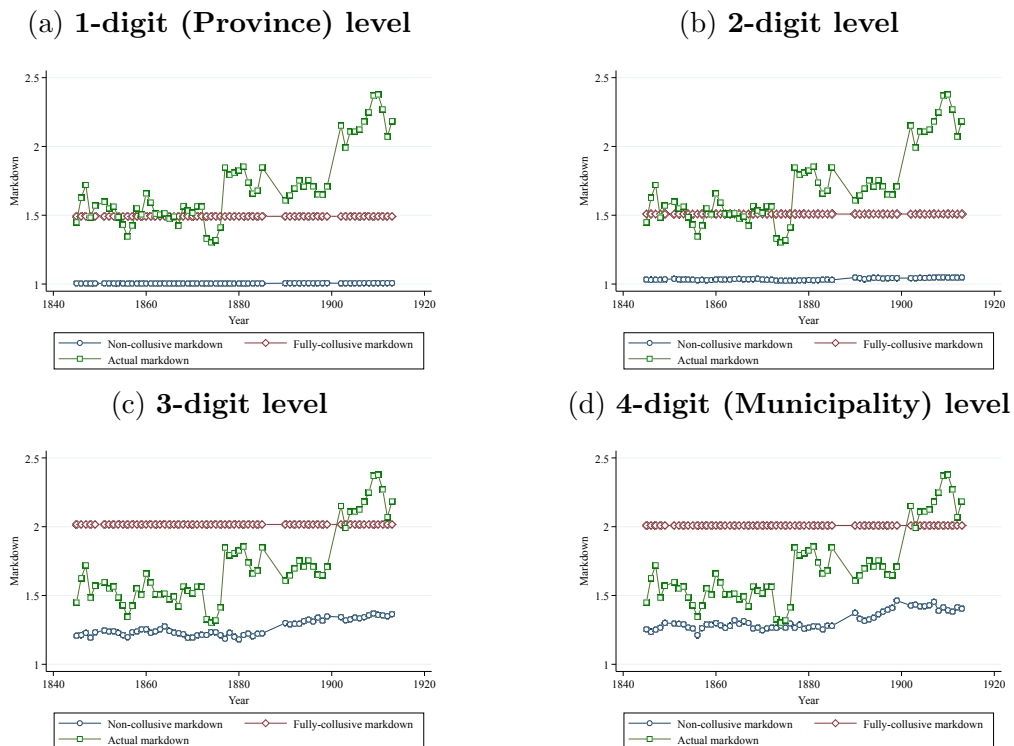 (a) 1-digit (Province) level
2.5
2
1.5
1
Markdown
1840 1860 1880 1900 1920
Year
Non-collusive markdown Fully-collusive markdown
Actual markdown
(b) 2-digit level
2.5
2
1.5
1
Markdown
1840 1860 1880 1900 1920
Year
Non-collusive markdown Fully-collusive markdown
Actual markdown
(c) 3-digit level
2.5
2
1.5
1
Markdown
1840 1860 1880 1900 1920
Year
Non-collusive markdown Fully-collusive markdown
Actual markdown
(d) 4-digit (Municipality) level
2.5
2
1.5
1
Markdown
1840 1860 1880 1900 1920
Year
Non-collusive markdown Fully-collusive markdown
Actual markdown